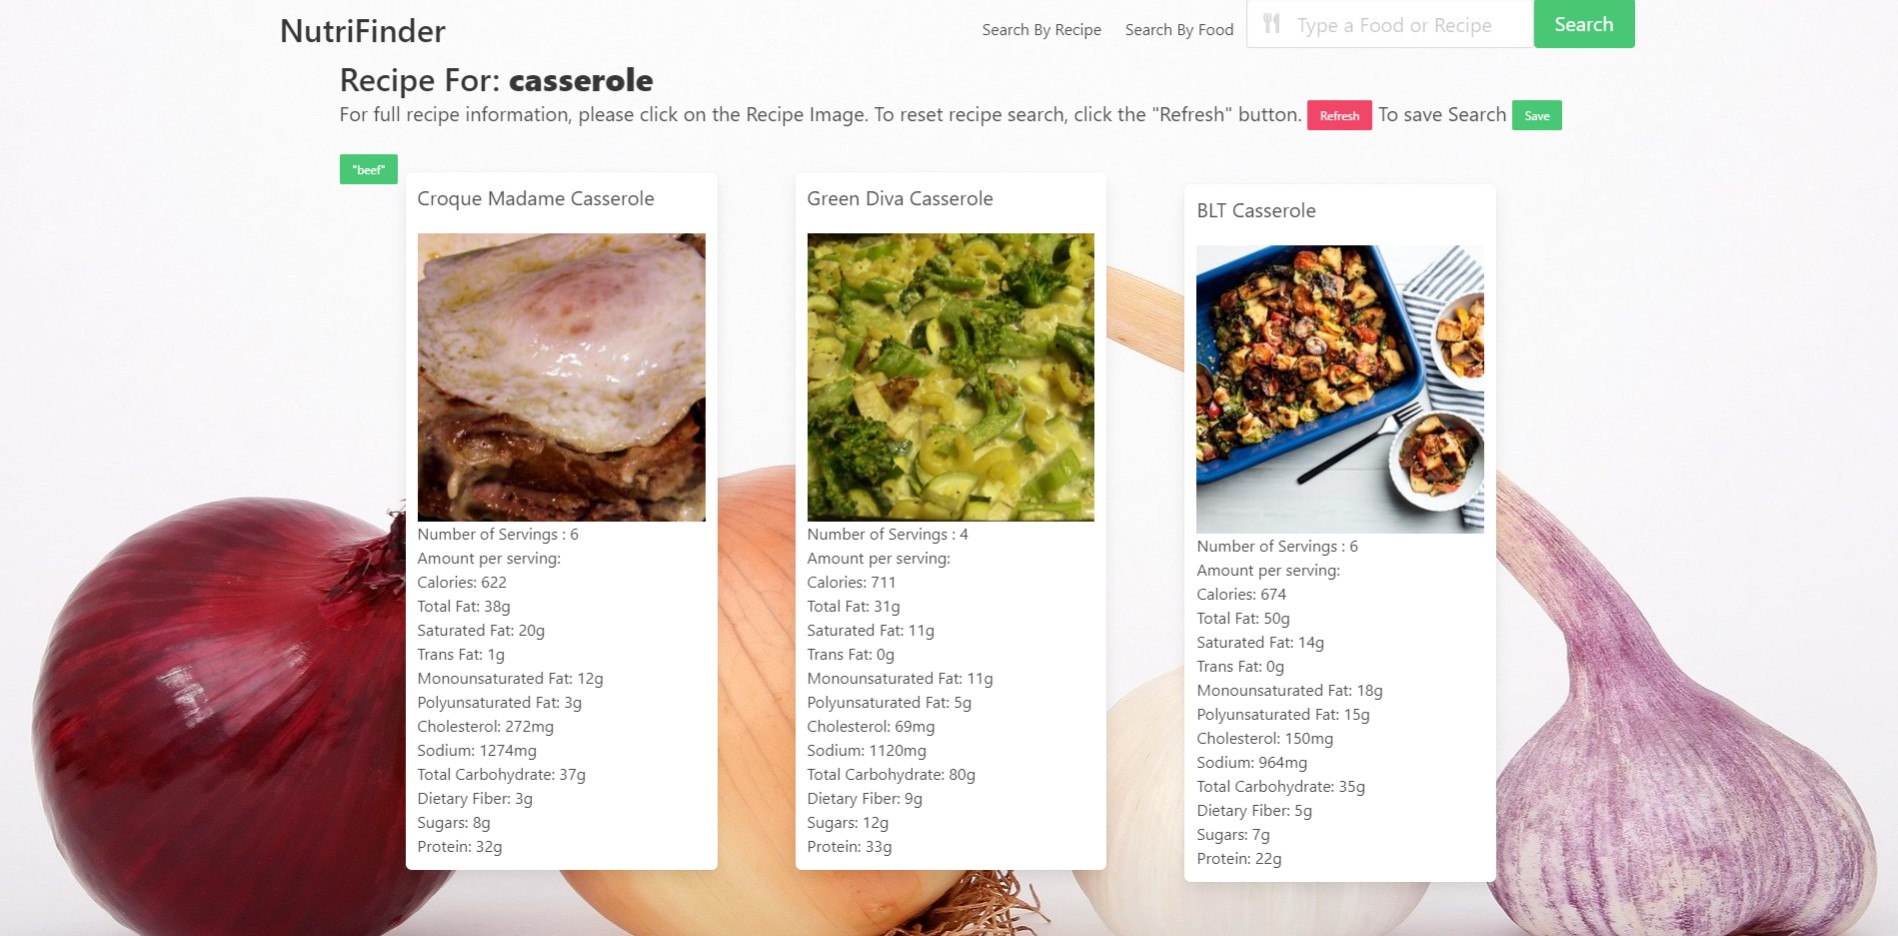 NutriFinder
Search By Recipe
Search By Food
Type a Food or Recipe
Search
Recipe For: casserole
For full recipe information, please click on the Recipe Image. To reset recipe search, click the "Refresh" button. Refresh To save Search Save
"beef"
Croque Madame Casserole
Number of Servings : 6
Amount per serving:
Calories: 622
Total Fat: 38g
Saturated Fat: 20g
Trans Fat: 1g
Monounsaturated Fat: 12g
Polyunsaturated Fat: 3g
Cholesterol: 272mg
Sodium: 1274mg
Total Carbohydrate: 37g
Dietary Fiber: 3g
Sugars: 8g
Protein: 32g
Green Diva Casserole
Number of Servings : 4
Amount per serving:
Calories: 711
Total Fat: 31g
Saturated Fat: 11g
Trans Fat: 0g
Monounsaturated Fat: 11g
Polyunsaturated Fat: 5g
Cholesterol: 69mg
Sodium: 1120mg
Total Carbohydrate: 80g
Dietary Fiber: 9g
Sugars: 12g
Protein: 33g
BLT Casserole
Number of Servings : 6
Amount per serving:
Calories: 674
Total Fat: 50g
Saturated Fat: 14g
Trans Fat: 0g
Monounsaturated Fat: 18g
Polyunsaturated Fat: 15g
Cholesterol: 150mg
Sodium: 964mg
Total Carbohydrate: 35g
Dietary Fiber: 5g
Sugars: 7g
Protein: 22g